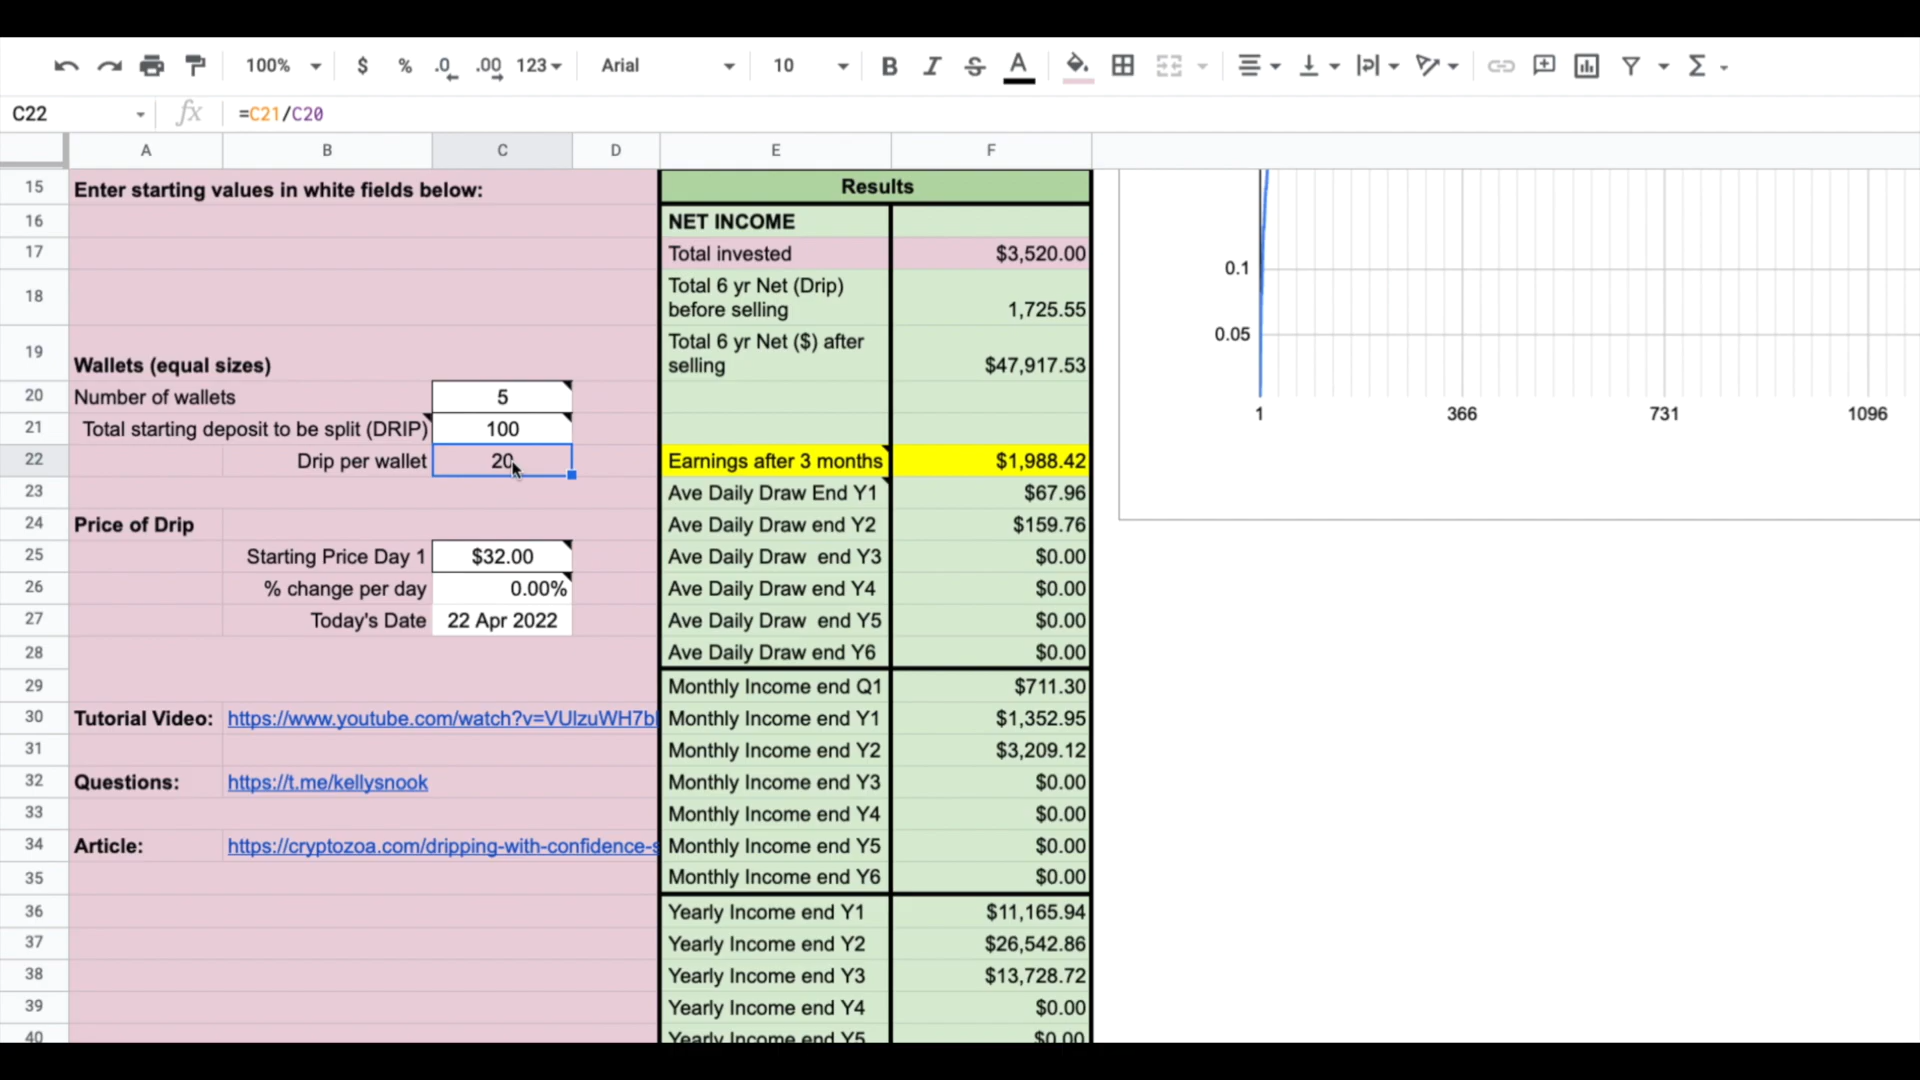 100% $ % .0 .00 123 Arial 10 B I S A
C22 fx =C21/C20
A B C D E F
15 Enter starting values in white fields below: Results
16 NET INCOME
17 Total invested $3,520.00
18 Total 6 yr Net (Drip) before selling 1,725.55
19 Wallets (equal sizes) Total 6 yr Net ($) after selling $47,917.53
20 Number of wallets 5
21 Total starting deposit to be split (DRIP) 100
22 Drip per wallet 20 Earnings after 3 months $1,988.42
23 Ave Daily Draw End Y1 $67.96
24 Price of Drip Ave Daily Draw end Y2 $159.76
25 Starting Price Day 1 $32.00 Ave Daily Draw end Y3 $0.00
26 % change per day 0.00% Ave Daily Draw end Y4 $0.00
27 Today's Date 22 Apr 2022 Ave Daily Draw end Y5 $0.00
28 Ave Daily Draw end Y6 $0.00
29 Monthly Income end Q1 $711.30
30 Tutorial Video: https://www.youtube.com/watch?v=VUlzuWH7b Monthly Income end Y1 $1,352.95
31 Monthly Income end Y2 $3,209.12
32 Questions: https://t.me/kellysnook Monthly Income end Y3 $0.00
33 Monthly Income end Y4 $0.00
34 Article: https://cryptozoa.com/dripping-with-confidence-s Monthly Income end Y5 $0.00
35 Monthly Income end Y6 $0.00
36 Yearly Income end Y1 $11,165.94
37 Yearly Income end Y2 $26,542.86
38 Yearly Income end Y3 $13,728.72
39 Yearly Income end Y4 $0.00
40 Yearly Income end Y5 $0.00
0.1
0.05
1 366 731 1096